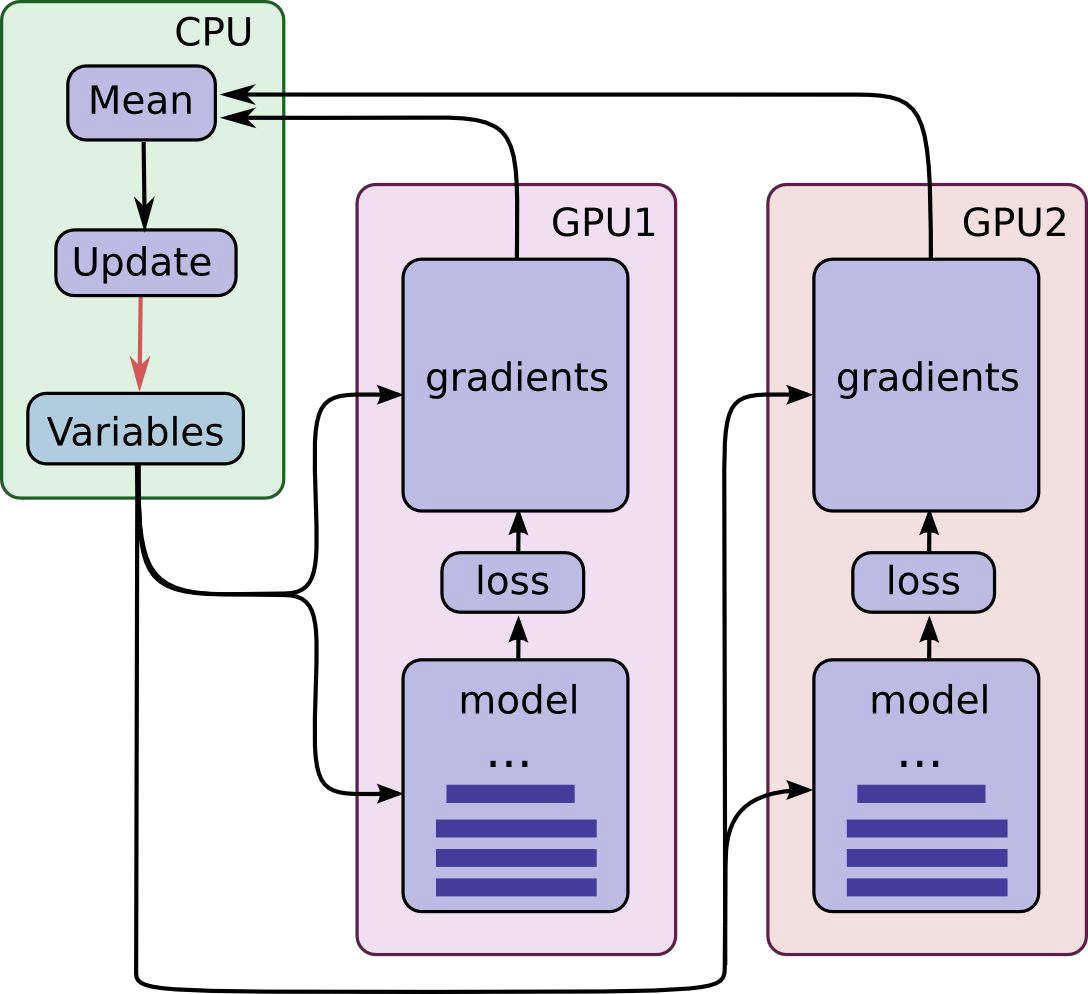 CPU
Mean
Update
Variables
GPU1
gradients
loss
model
...
GPU2
gradients
loss
model
...